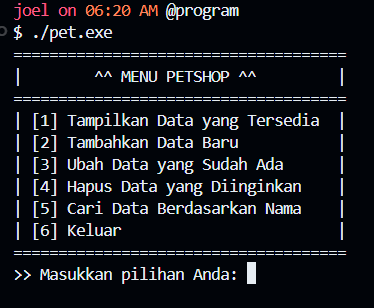 joel on 06:20 AM @program
$ ./pet.exe
=====================================
|        ^^ MENU PETSHOP ^^         |
=====================================
| [1] Tampilkan Data yang Tersedia  |
| [2] Tambahkan Data Baru           |
| [3] Ubah Data yang Sudah Ada      |
| [4] Hapus Data yang Diinginkan    |
| [5] Cari Data Berdasarkan Nama    |
| [6] Keluar                        |
=====================================
>> Masukkan pilihan Anda: